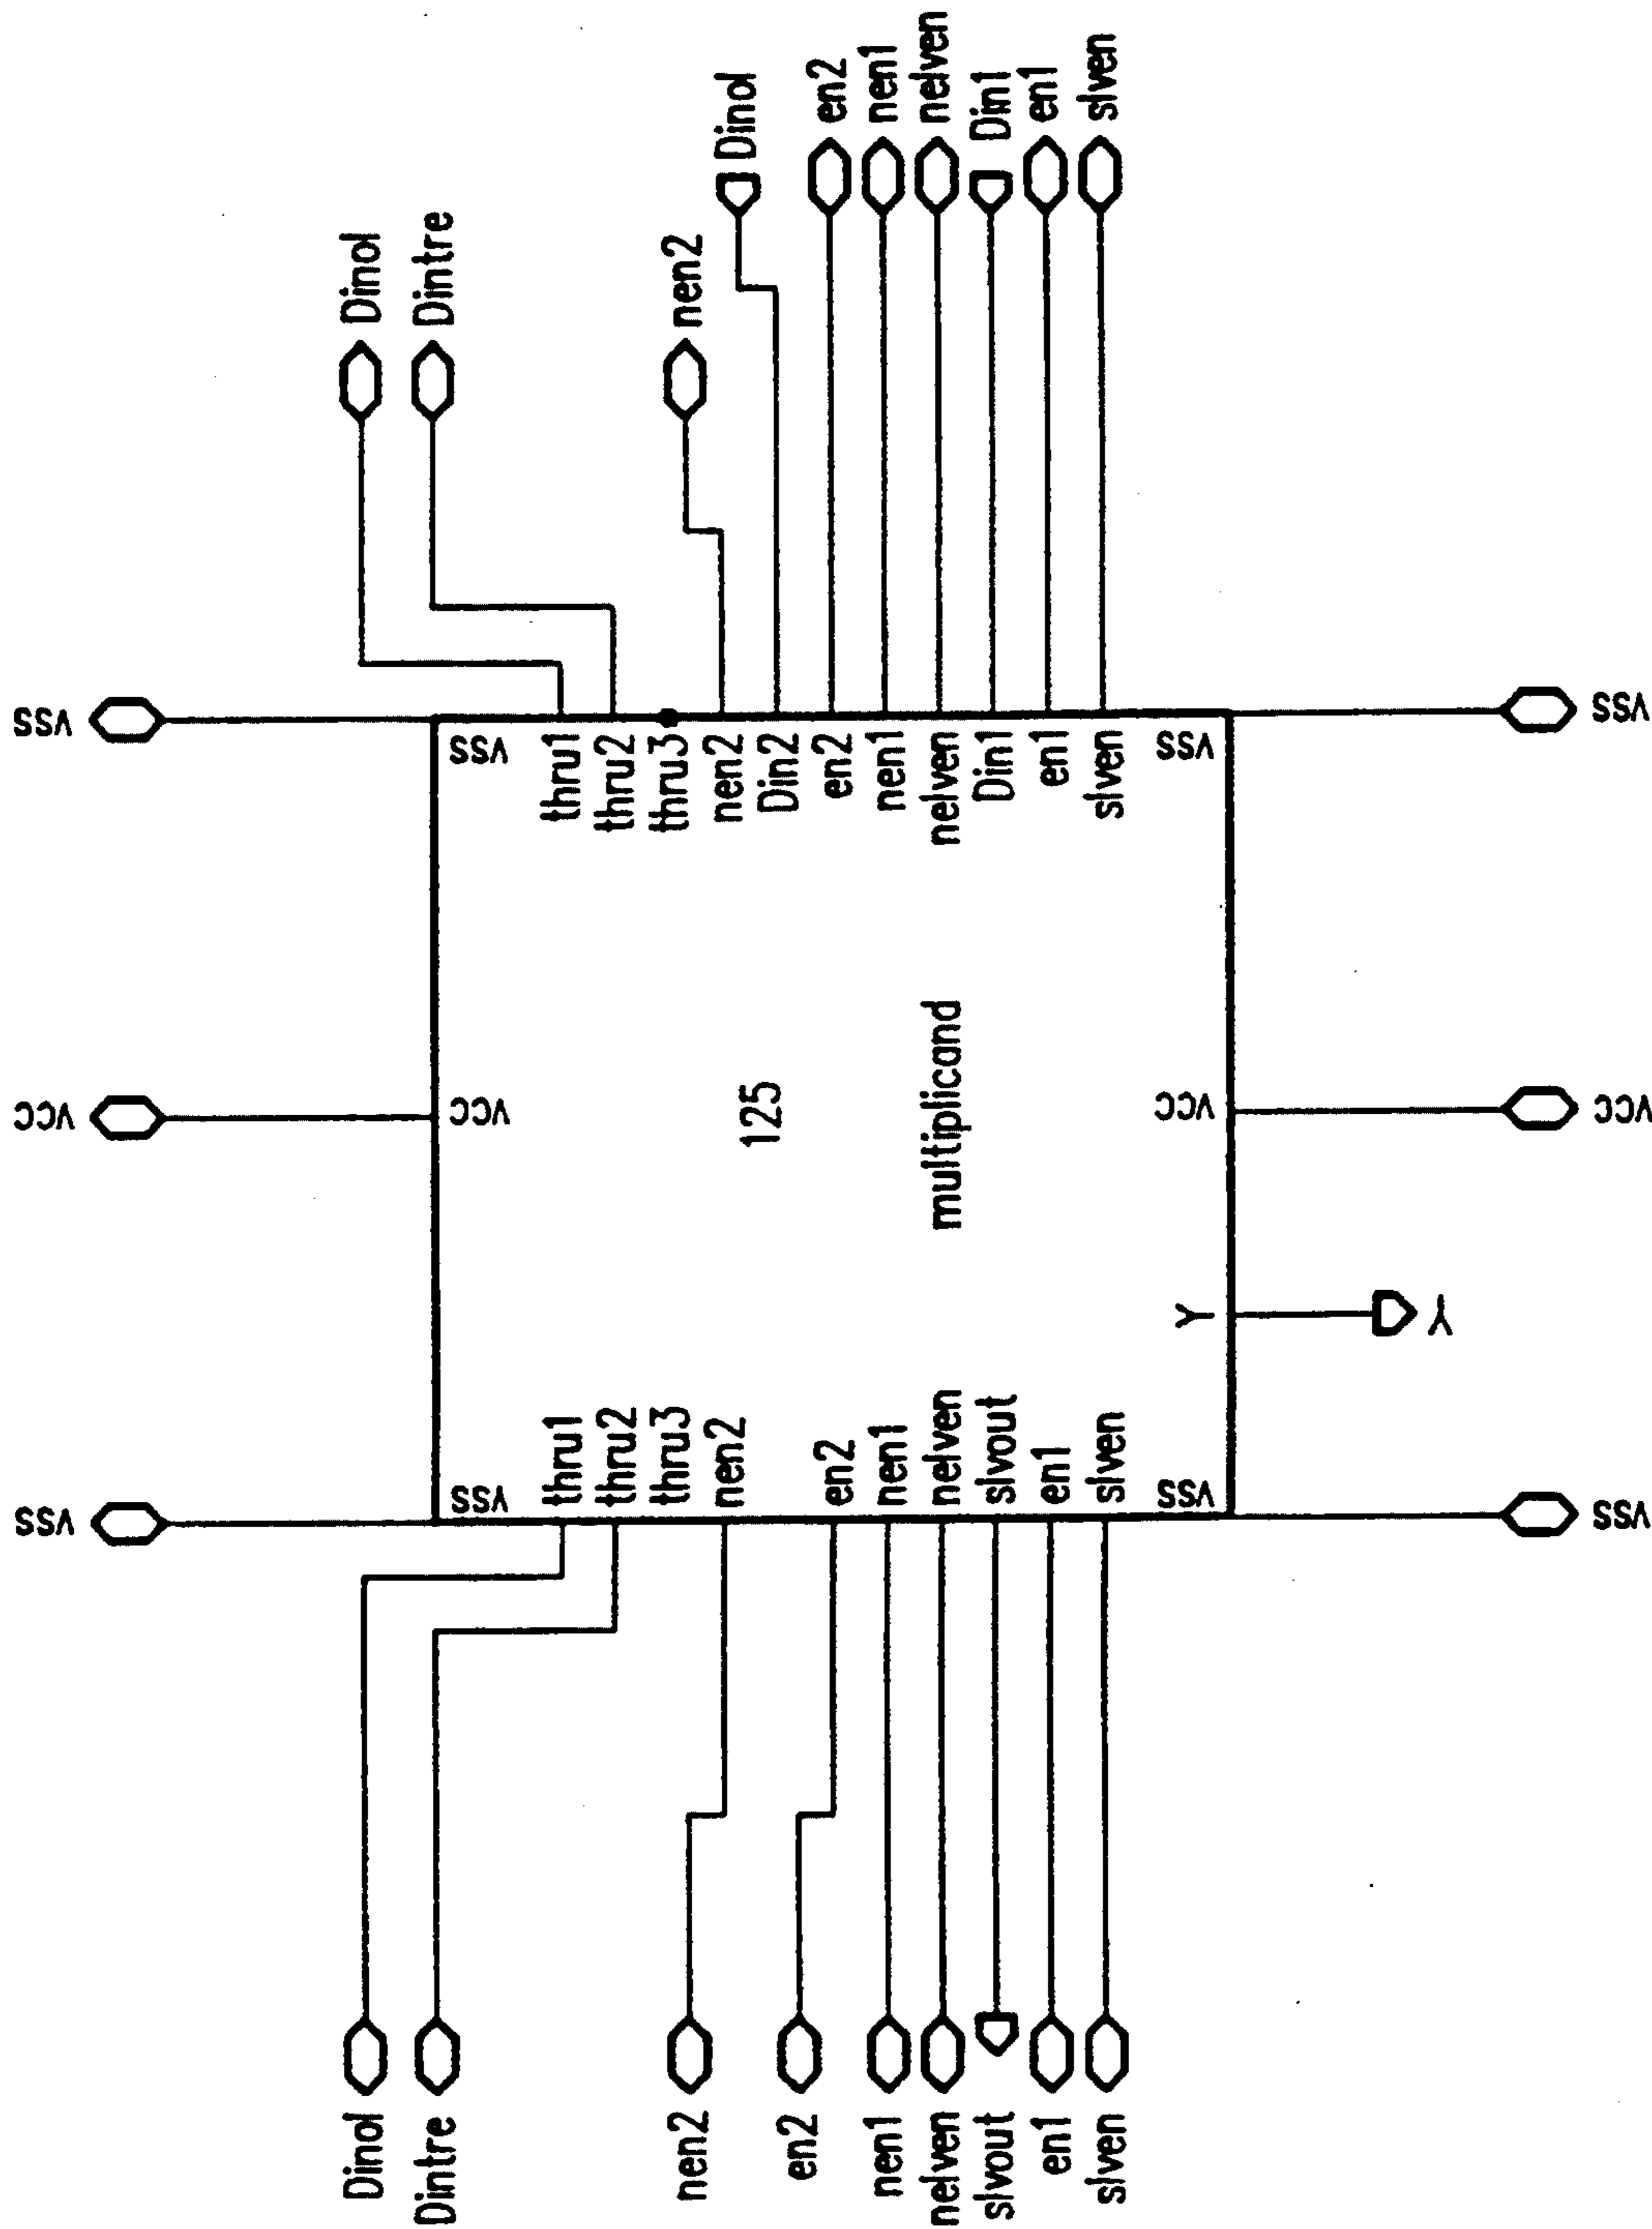 Dinol
Dintre
nen2
Dinol
en2
nen1
nelven
Din1
en1
slven
vss
vss
vss
vss
thru1
thru2
thru3
nen2
Din2
en2
nen1
nelven
Din1
en1
slven
vcc
vcc
125
multiplicand
vcc
vcc
Y
Y
vss
vss
thru1
thru2
thru3
nen2
en2
nen1
nelven
slvout
en1
slven
vss
vss
Dinol
Dintre
nen2
en2
nen1
nelven
slvout
en1
slven